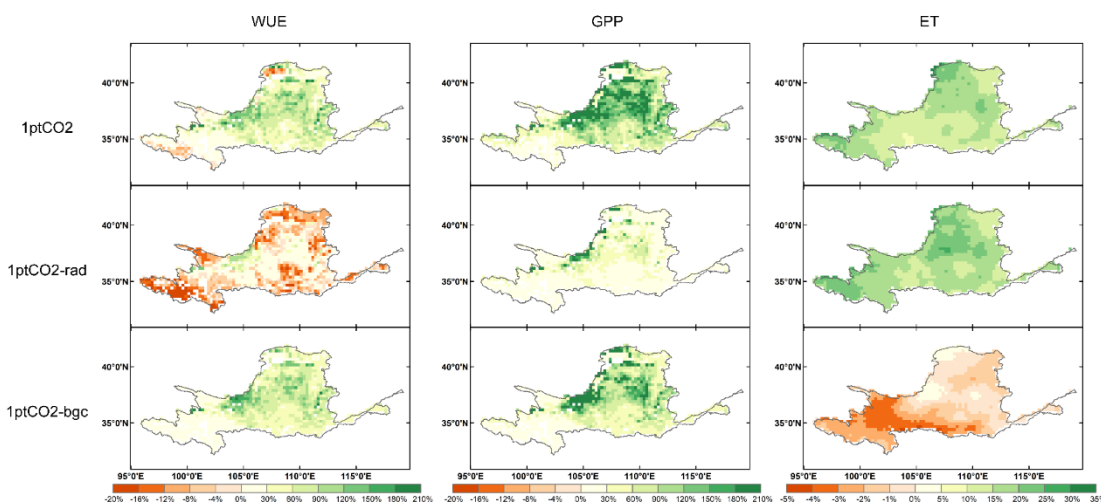 WUE GPP ET
1ptCO2
40°0'N 40°0'N 40°0'N
35°0'N 35°0'N 35°0'N
1ptCO2-rad
40°0'N 40°0'N 40°0'N
35°0'N 35°0'N 35°0'N
1ptCO2-bgc
40°0'N 40°0'N 40°0'N
35°0'N 35°0'N 35°0'N
95°0'E 100°0'E 105°0'E 110°0'E 115°0'E 95°0'E 100°0'E 105°0'E 110°0'E 115°0'E 95°0'E 100°0'E 105°0'E 110°0'E 115°0'E
-20% -16% -12% -8% -4% 0% 30% 60% 90% 120% 150% 180% 210% -20% -16% -12% -8% -4% 0% 30% 60% 90% 120% 150% 180% 210% -5% -4% -3% -2% -1% 0% 5% 10% 15% 20% 25% 30% 35%